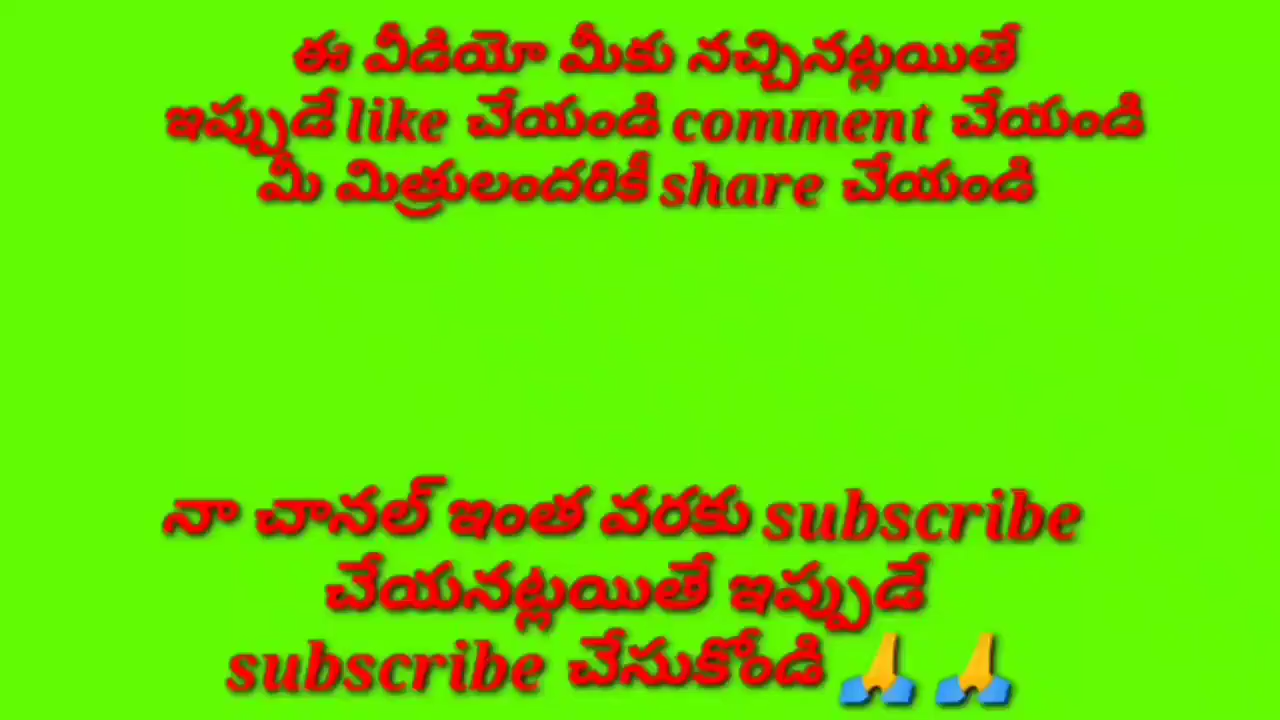 ఈ వీడియో మీకు నచ్చినట్లయితే
ఇప్పుడే like చేయండి comment చేయండి
మీ మిత్రులందరికీ share చేయండి
నా చానల్ ఇంత వరకు subscribe
చేయనట్లయితే ఇప్పుడే
subscribe చేసుకోండి 🙏 🙏